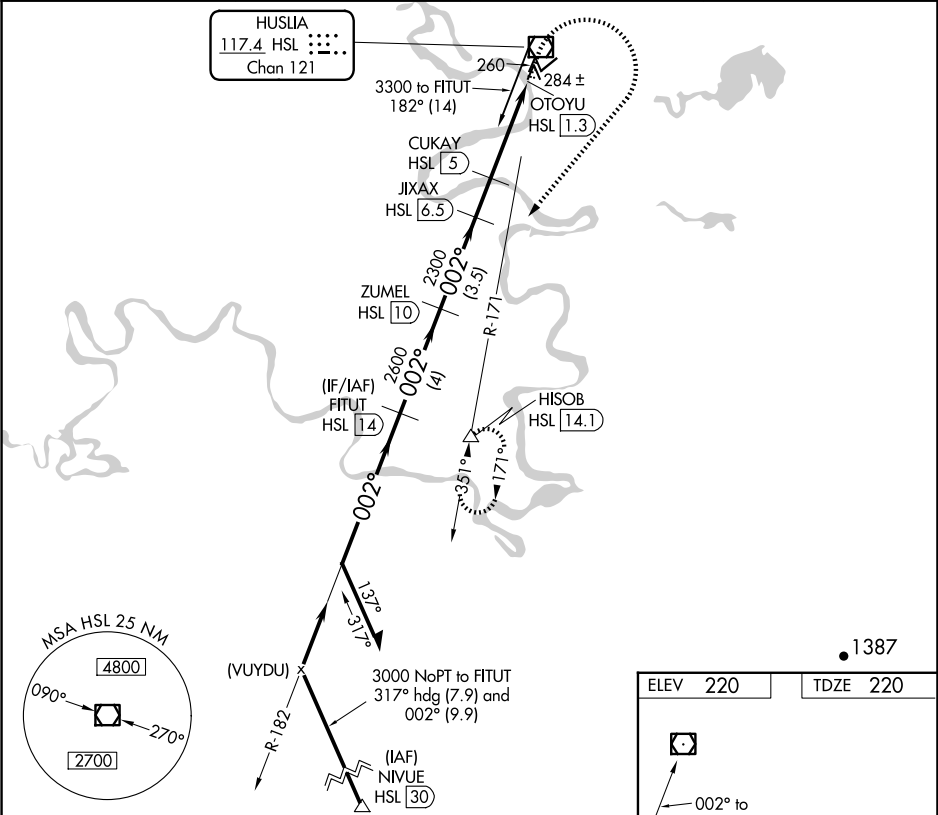 HUSLIA
117.4 HSL
Chan 121
260
284 ±
3300 to FITUT
182° (14)
OTOYU
HSL 1.3
CUKAY
HSL 5
JIXAX
HSL 6.5
2300
002°
(3.5)
R-171
ZUMEL
HSL 10
2600
002°
(4)
(IF/IAF)
FITUT
HSL 14
HISOB
HSL 14.1
351°
171°
002°
137°
317°
MSA HSL 25 NM
4800
090°
270°
2700
(VUYDU) x
R-182
3000 NoPT to FITUT
317° hdg (7.9) and
002° (9.9)
(IAF)
NIVUE
HSL 30
1387
ELEV 220
TDZE 220
002° to